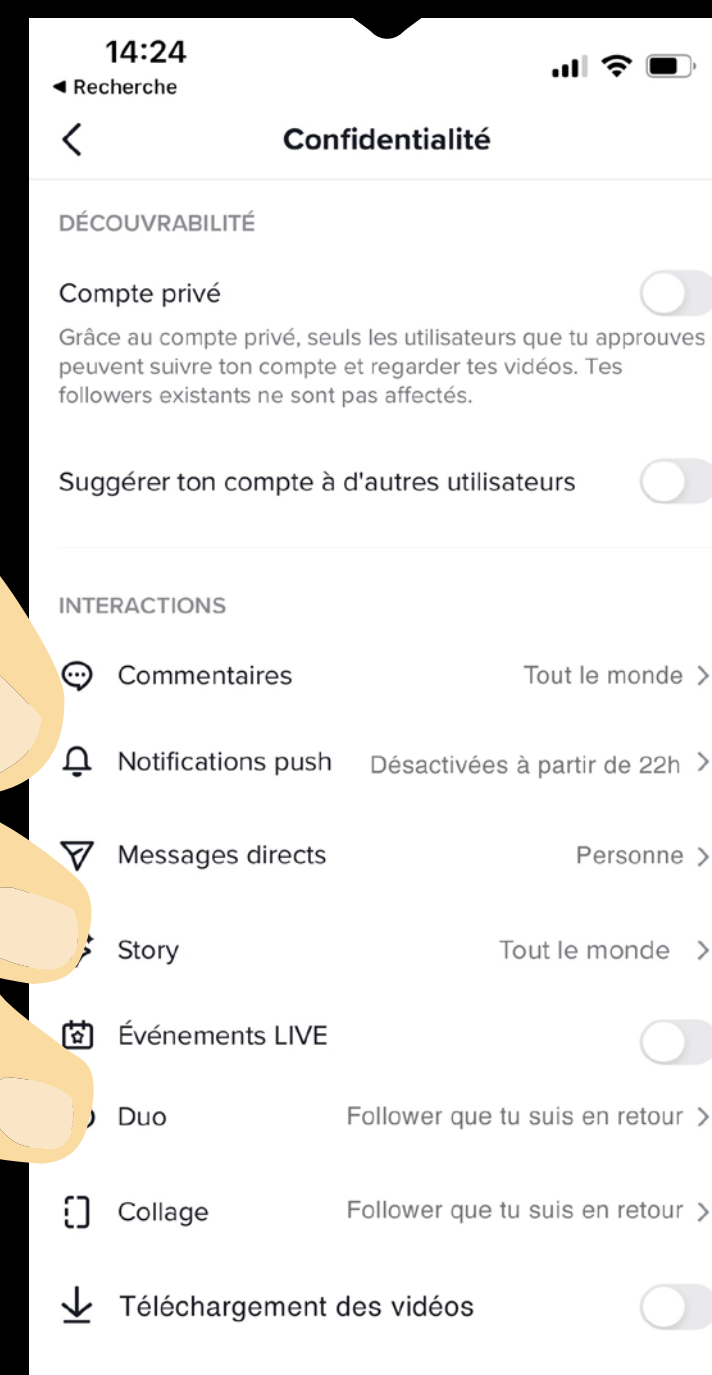 14:24
Recherche
Confidentialité
DÉCOUVRABILITÉ
Compte privé
Grâce au compte privé, seuls les utilisateurs que tu approuves
peuvent suivre ton compte et regarder tes vidéos. Tes
followers existants ne sont pas affectés.
Suggérer ton compte à d'autres utilisateurs
INTERACTIONS
Commentaires Tout le monde
Notifications push Désactivées à partir de 22h
Messages directs Personne
Story Tout le monde
Événements LIVE
Duo Follower que tu suis en retour
Collage Follower que tu suis en retour
Téléchargement des vidéos